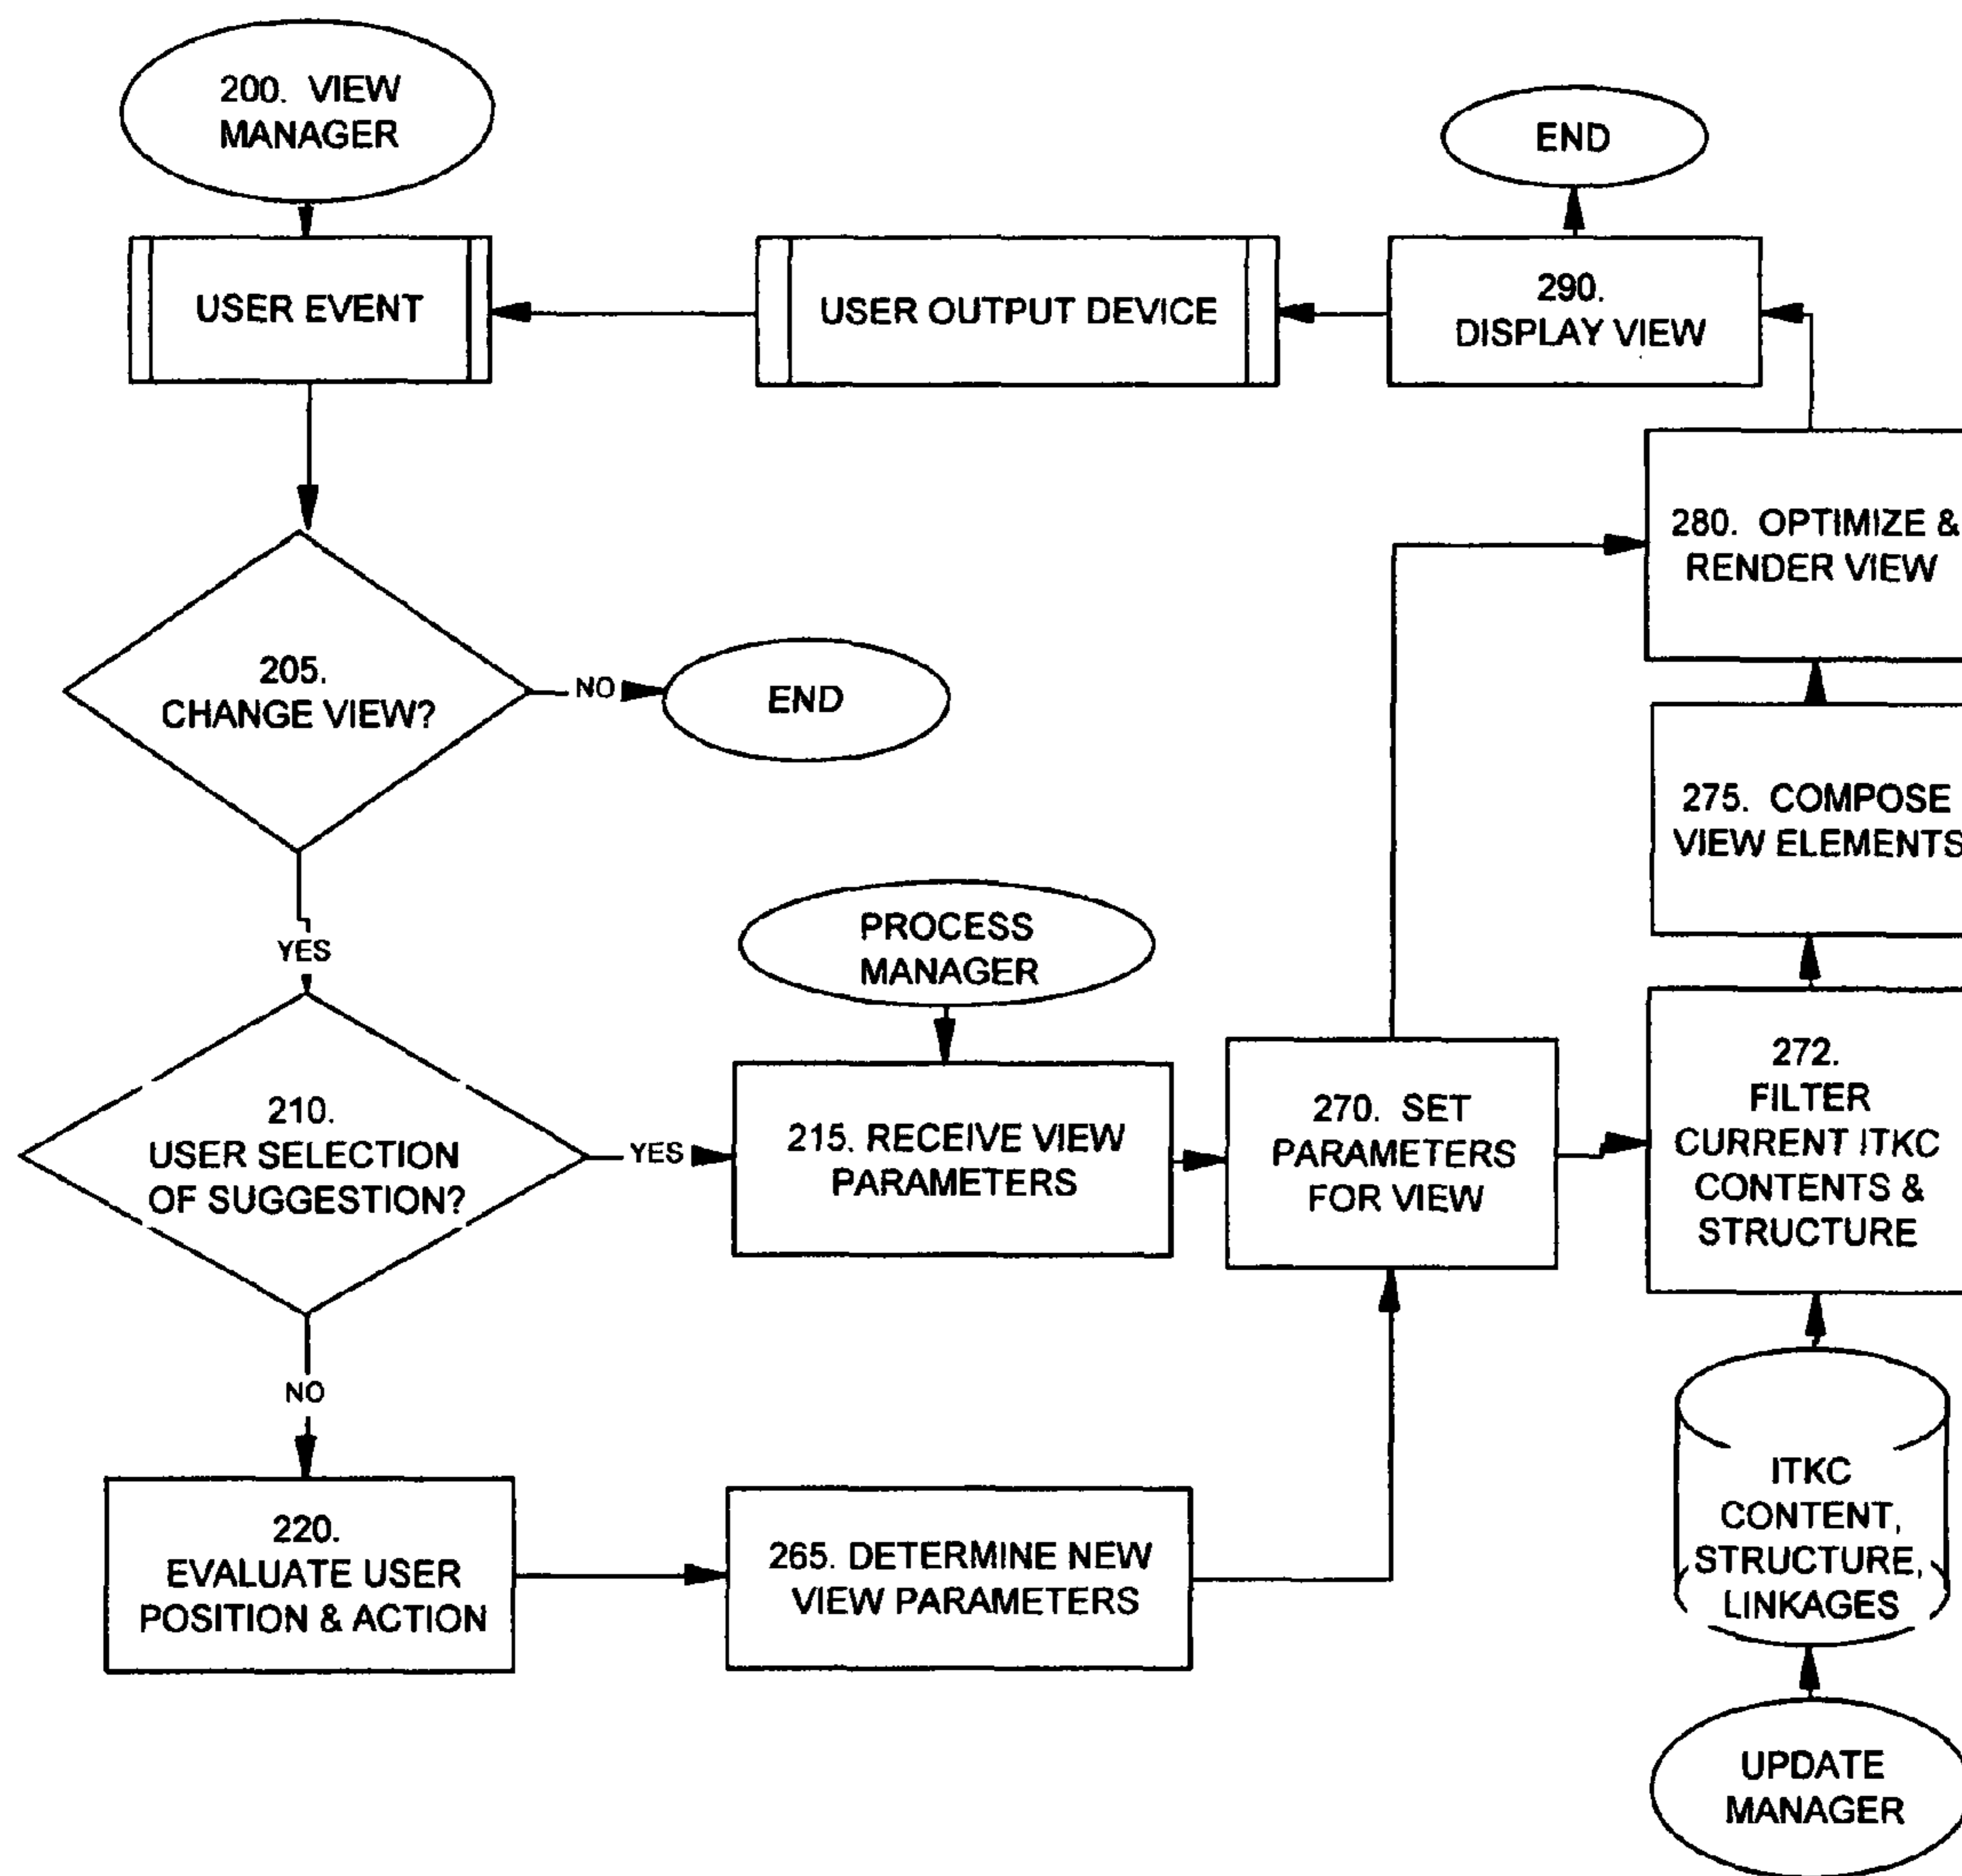 200. VIEW
MANAGER
END
USER EVENT
USER OUTPUT DEVICE
290.
DISPLAY VIEW
280. OPTIMIZE &
RENDER VIEW
205.
CHANGE VIEW?
NO
END
275. COMPOSE
VIEW ELEMENTS
YES
PROCESS
MANAGER
210.
USER SELECTION
OF SUGGESTION?
YES
215. RECEIVE VIEW
PARAMETERS
270. SET
PARAMETERS
FOR VIEW
272.
FILTER
CURRENT ITKC
CONTENTS &
STRUCTURE
NO
220.
EVALUATE USER
POSITION & ACTION
265. DETERMINE NEW
VIEW PARAMETERS
ITKC
CONTENT,
STRUCTURE,
LINKAGES
UPDATE
MANAGER